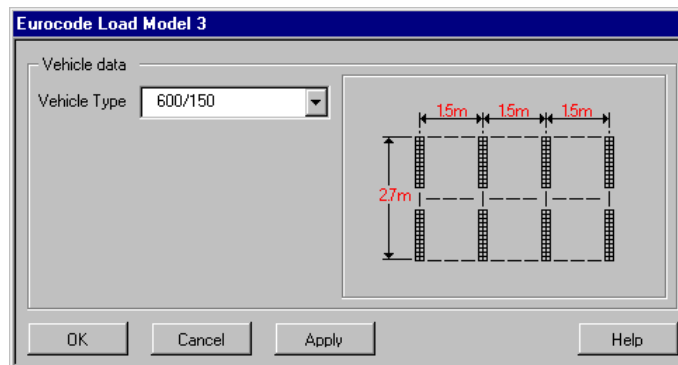 Eurocode Load Model 3
Vehicle data
Vehicle Type 600/150
1.5m 1.5m 1.5m
2.7m
OK Cancel Apply Help